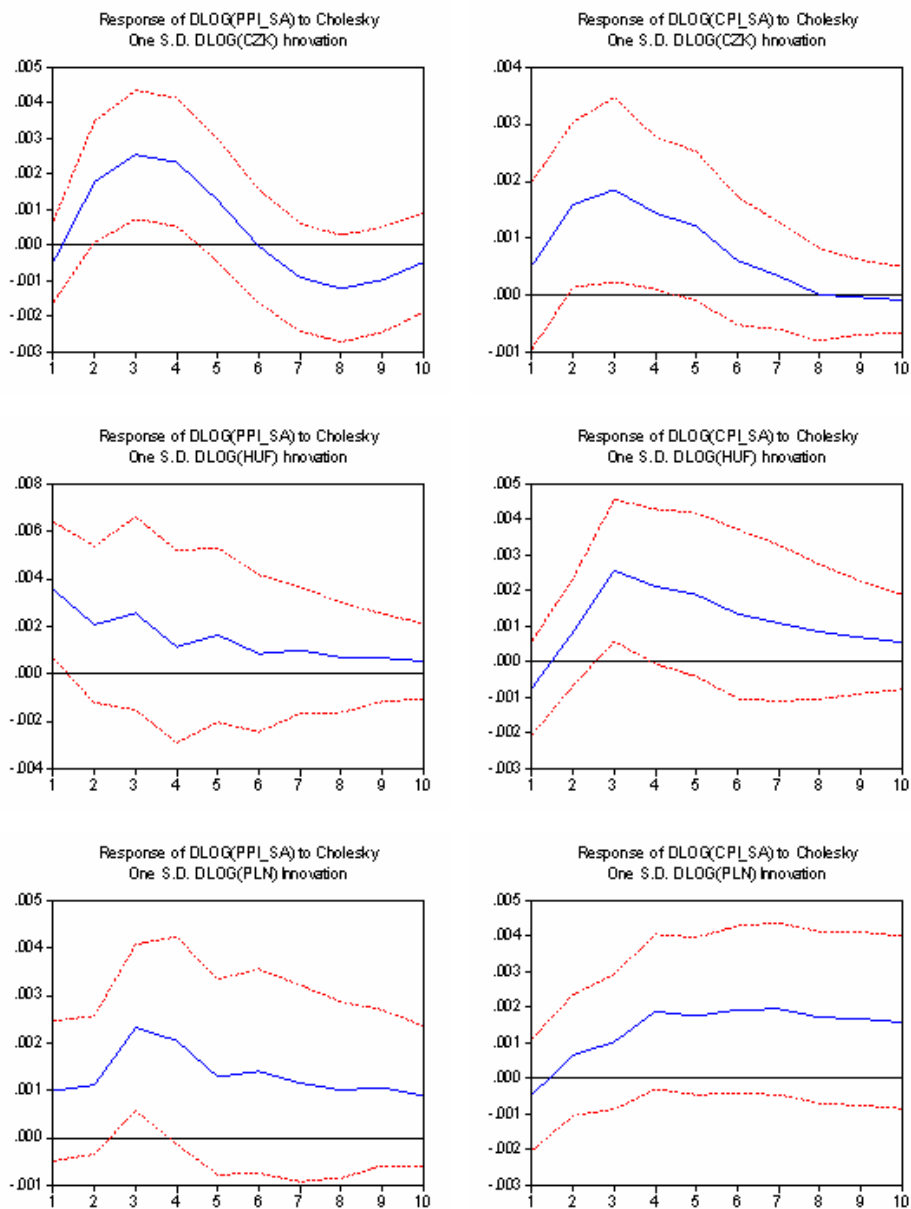 Response of DLOG(PPI_SA) to Cholesky
One S.D. DLOG(CZK) Hnnovation
.005
.004
.003
.002
.001
.000
-.001
-.002
-.003
1 2 3 4 5 6 7 8 9 10
Response of DLOG(CPI_SA) to Cholesky
One S.D. DLOG(CZK) Hnnovation
.004
.003
.002
.001
.000
-.001
1 2 3 4 5 6 7 8 9 10
Response of DLOG(PPI_SA) to Cholesky
One S.D. DLOG(HUF) Hnnovation
.008
.006
.004
.002
.000
-.002
-.004
1 2 3 4 5 6 7 8 9 10
Response of DLOG(CPI_SA) to Cholesky
One S.D. DLOG(HUF) Hnnovation
.005
.004
.003
.002
.001
.000
-.001
-.002
-.003
1 2 3 4 5 6 7 8 9 10
Response of DLOG(PPI_SA) to Cholesky
One S.D. DLOG(PLN) Innovation
.005
.004
.003
.002
.001
.000
-.001
1 2 3 4 5 6 7 8 9 10
Response of DLOG(CPI_SA) to Cholesky
One S.D. DLOG(PLN) Innovation
.005
.004
.003
.002
.001
.000
-.001
-.002
-.003
1 2 3 4 5 6 7 8 9 10